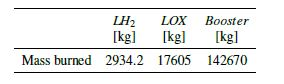 LH₂ LOX Booster
[kg] [kg] [kg]
Mass burned 2934.2 17605 142670